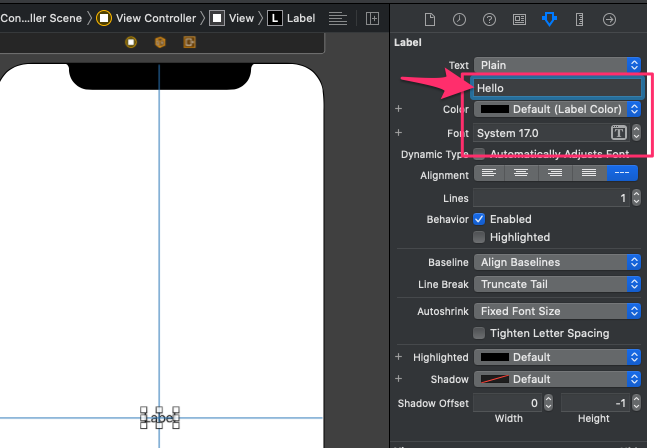 Con...ller Scene View Controller View L Label
Label
Text Plain
Hello
Color Default (Label Color)
Font System 17.0 T
Dynamic Type Automatically Adjusts Font
Alignment ---
Lines 1
Behavior Enabled
Highlighted
Baseline Align Baselines
Line Break Truncate Tail
Autoshrink Fixed Font Size
Tighten Letter Spacing
Highlighted Default
Shadow Default
Shadow Offset 0 -1
Width Height
Label